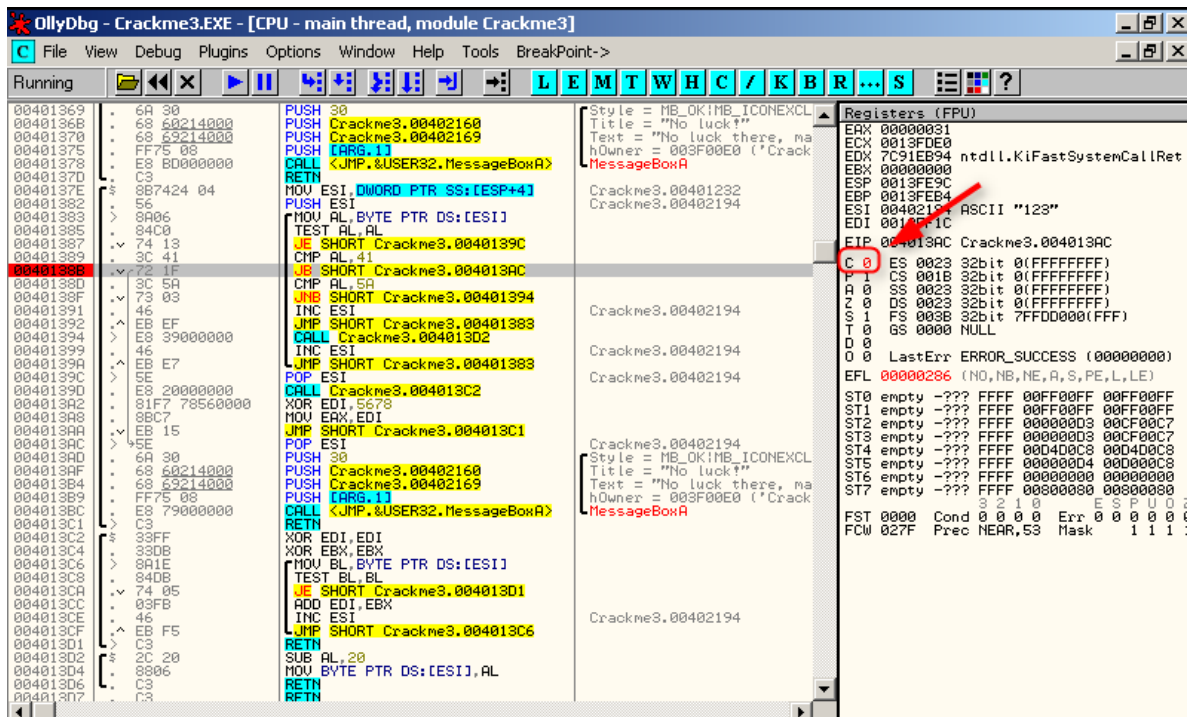 OllyDbg - Crackme3.EXE - [CPU - main thread, module Crackme3]
C File View Debug Plugins Options Window Help Tools BreakPoint->
Running L E M T W H C / K B R ... S ?
00401369 . 6A 30 PUSH 30 Style = MB_OK|MB_ICONEXCL
0040136B . 68 60214000 PUSH Crackme3.00402160 Title = "No luck!"
00401370 . 68 69214000 PUSH Crackme3.00402169 Text = "No luck there, ma
00401375 . FF75 08 PUSH [ARG.1] hOwner = 003F00E0 ('Crack
00401378 . E8 BD000000 CALL <JMP.&USER32.MessageBoxA> MessageBoxA
0040137D . C3 RETN
0040137E $ 8B7424 04 MOV ESI,DWORD PTR SS:[ESP+4] Crackme3.00401232
00401382 . 56 PUSH ESI Crackme3.00402194
00401383 > 8A06 MOV AL,BYTE PTR DS:[ESI]
00401385 . 84C0 TEST AL,AL
00401387 .v 74 13 JE SHORT Crackme3.0040139C
00401389 . 3C 41 CMP AL,41
0040138B .v 72 1F JB SHORT Crackme3.004013AC
0040138D . 3C 5A CMP AL,5A
0040138F .v 73 03 JNB SHORT Crackme3.00401394
00401391 . 46 INC ESI Crackme3.00402194
00401392 .^ EB EF JMP SHORT Crackme3.00401383
00401394 > E8 39000000 CALL Crackme3.004013D2
00401399 . 46 INC ESI Crackme3.00402194
0040139A .^ EB E7 JMP SHORT Crackme3.00401383
0040139C > 5E POP ESI Crackme3.00402194
0040139D . E8 20000000 CALL Crackme3.004013C2
004013A2 . 81F7 78560000 XOR EDI,5678
004013A8 . 8BC7 MOV EAX,EDI
004013AA .v EB 15 JMP SHORT Crackme3.004013C1
004013AC > 5E POP ESI Crackme3.00402194
004013AD . 6A 30 PUSH 30 Style = MB_OK|MB_ICONEXCL
004013AF . 68 60214000 PUSH Crackme3.00402160 Title = "No luck!"
004013B4 . 68 69214000 PUSH Crackme3.00402169 Text = "No luck there, ma
004013B9 . FF75 08 PUSH [ARG.1] hOwner = 003F00E0 ('Crack
004013BC . E8 79000000 CALL <JMP.&USER32.MessageBoxA> MessageBoxA
004013C1 > C3 RETN
004013C2 $ 33FF XOR EDI,EDI
004013C4 . 33DB XOR EBX,EBX
004013C6 > 8A1E MOV BL,BYTE PTR DS:[ESI]
004013C8 . 84DB TEST BL,BL
004013CA .v 74 05 JE SHORT Crackme3.004013D1
004013CC . 03FB ADD EDI,EBX
004013CE . 46 INC ESI Crackme3.00402194
004013CF .^ EB F5 JMP SHORT Crackme3.004013C6
004013D1 > C3 RETN
004013D2 $ 2C 20 SUB AL,20
004013D4 . 8806 MOV BYTE PTR DS:[ESI],AL
004013D6 . C3 RETN
004013D7 . C3 RETN
Registers (FPU)
EAX 00000031
ECX 0013FDE0
EDX 7C91EB94 ntdll.KiFastSystemCallRet
EBX 00000000
ESP 0013FE9C
EBP 0013FEB4
ESI 00402194 ASCII "123"
EDI
EIP 004013AC Crackme3.004013AC
C 0 ES 0023 32bit 0(FFFFFFFF)
P 1 CS 001B 32bit 0(FFFFFFFF)
A 0 SS 0023 32bit 0(FFFFFFFF)
Z 0 DS 0023 32bit 0(FFFFFFFF)
S 1 FS 003B 32bit 7FFDD000(FFF)
T 0 GS 0000 NULL
D 0
O 0 LastErr ERROR_SUCCESS (00000000)
EFL 00000286 (NO,NB,NE,A,S,PE,L,LE)
ST0 empty -??? FFFF 00FF00FF 00FF00FF
ST1 empty -??? FFFF 00FF00FF 00FF00FF
ST2 empty -??? FFFF 000000D3 00CF00C7
ST3 empty -??? FFFF 000000D3 00CF00C7
ST4 empty -??? FFFF 00D4D0C8 00D4D0C8
ST5 empty -??? FFFF 000000D4 00D000C8
ST6 empty -??? FFFF 00000000 00000000
ST7 empty -??? FFFF 00800080 00800080
3 2 1 0 E S P U O Z
FST 0000 Cond 0 0 0 0 Err 0 0 0 0 0 0
FCW 027F Prec NEAR,53 Mask 1 1 1 1